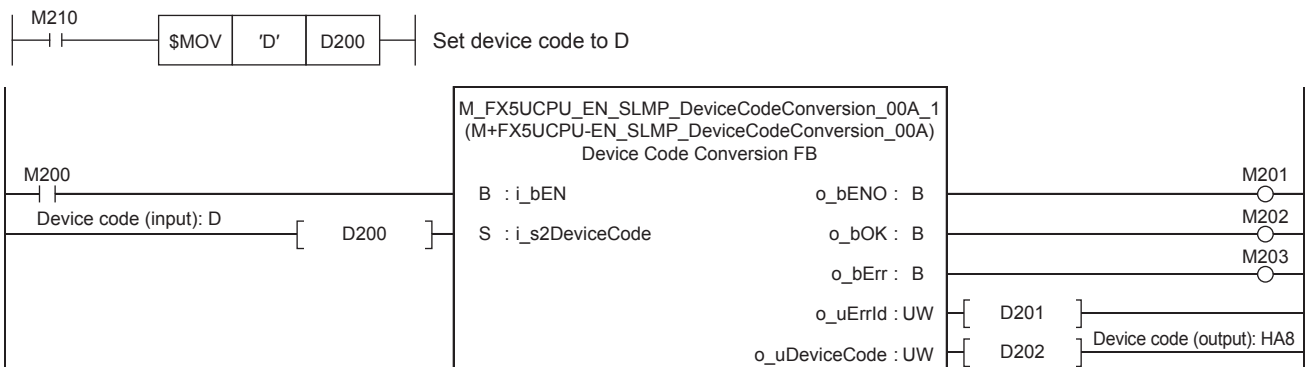 M210
$MOV 'D' D200 Set device code to D
M_FX5UCPU_EN_SLMP_DeviceCodeConversion_00A_1
(M+FX5UCPU-EN_SLMP_DeviceCodeConversion_00A)
Device Code Conversion FB
M200 M201
B : i_bEN o_bENO : B
Device code (input): D M202
D200 S : i_s2DeviceCode o_bOK : B
M203
o_bErr : B
o_uErrId : UW D201
o_uDeviceCode : UW D202 Device code (output): HA8